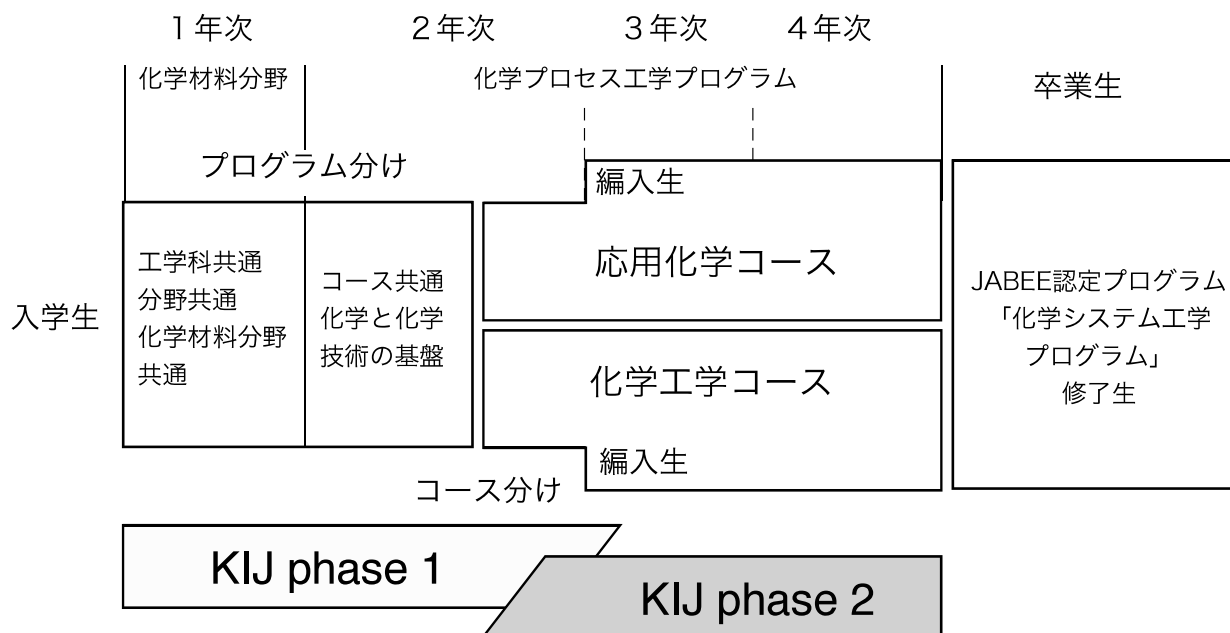 1年次
2年次
3年次
4年次
化学材料分野
化学プロセス工学プログラム
卒業生
プログラム分け
編入生
工学科共通
分野共通
化学材料分野
共通
コース共通
化学と化学
技術の基盤
応用化学コース
入学生
化学工学コース
編入生
JABEE認定プログラム
「化学システム工学
プログラム」
修了生
コース分け
KIJ phase 1
KIJ phase 2